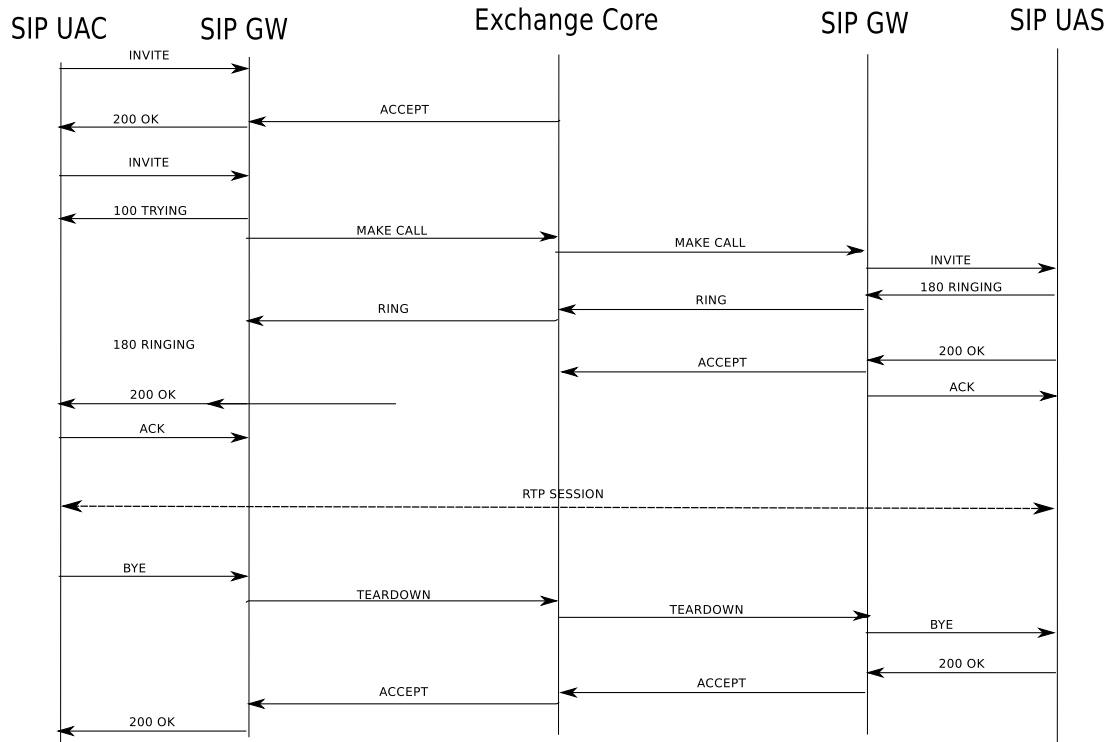 SIP UAC
SIP GW
Exchange Core
SIP GW
SIP UAS
INVITE
ACCEPT
200 OK
INVITE
100 TRYING
MAKE CALL
MAKE CALL
INVITE
180 RINGING
RING
RING
180 RINGING
200 OK
ACCEPT
ACK
200 OK
ACK
RTP SESSION
BYE
TEARDOWN
TEARDOWN
BYE
200 OK
ACCEPT
ACCEPT
200 OK